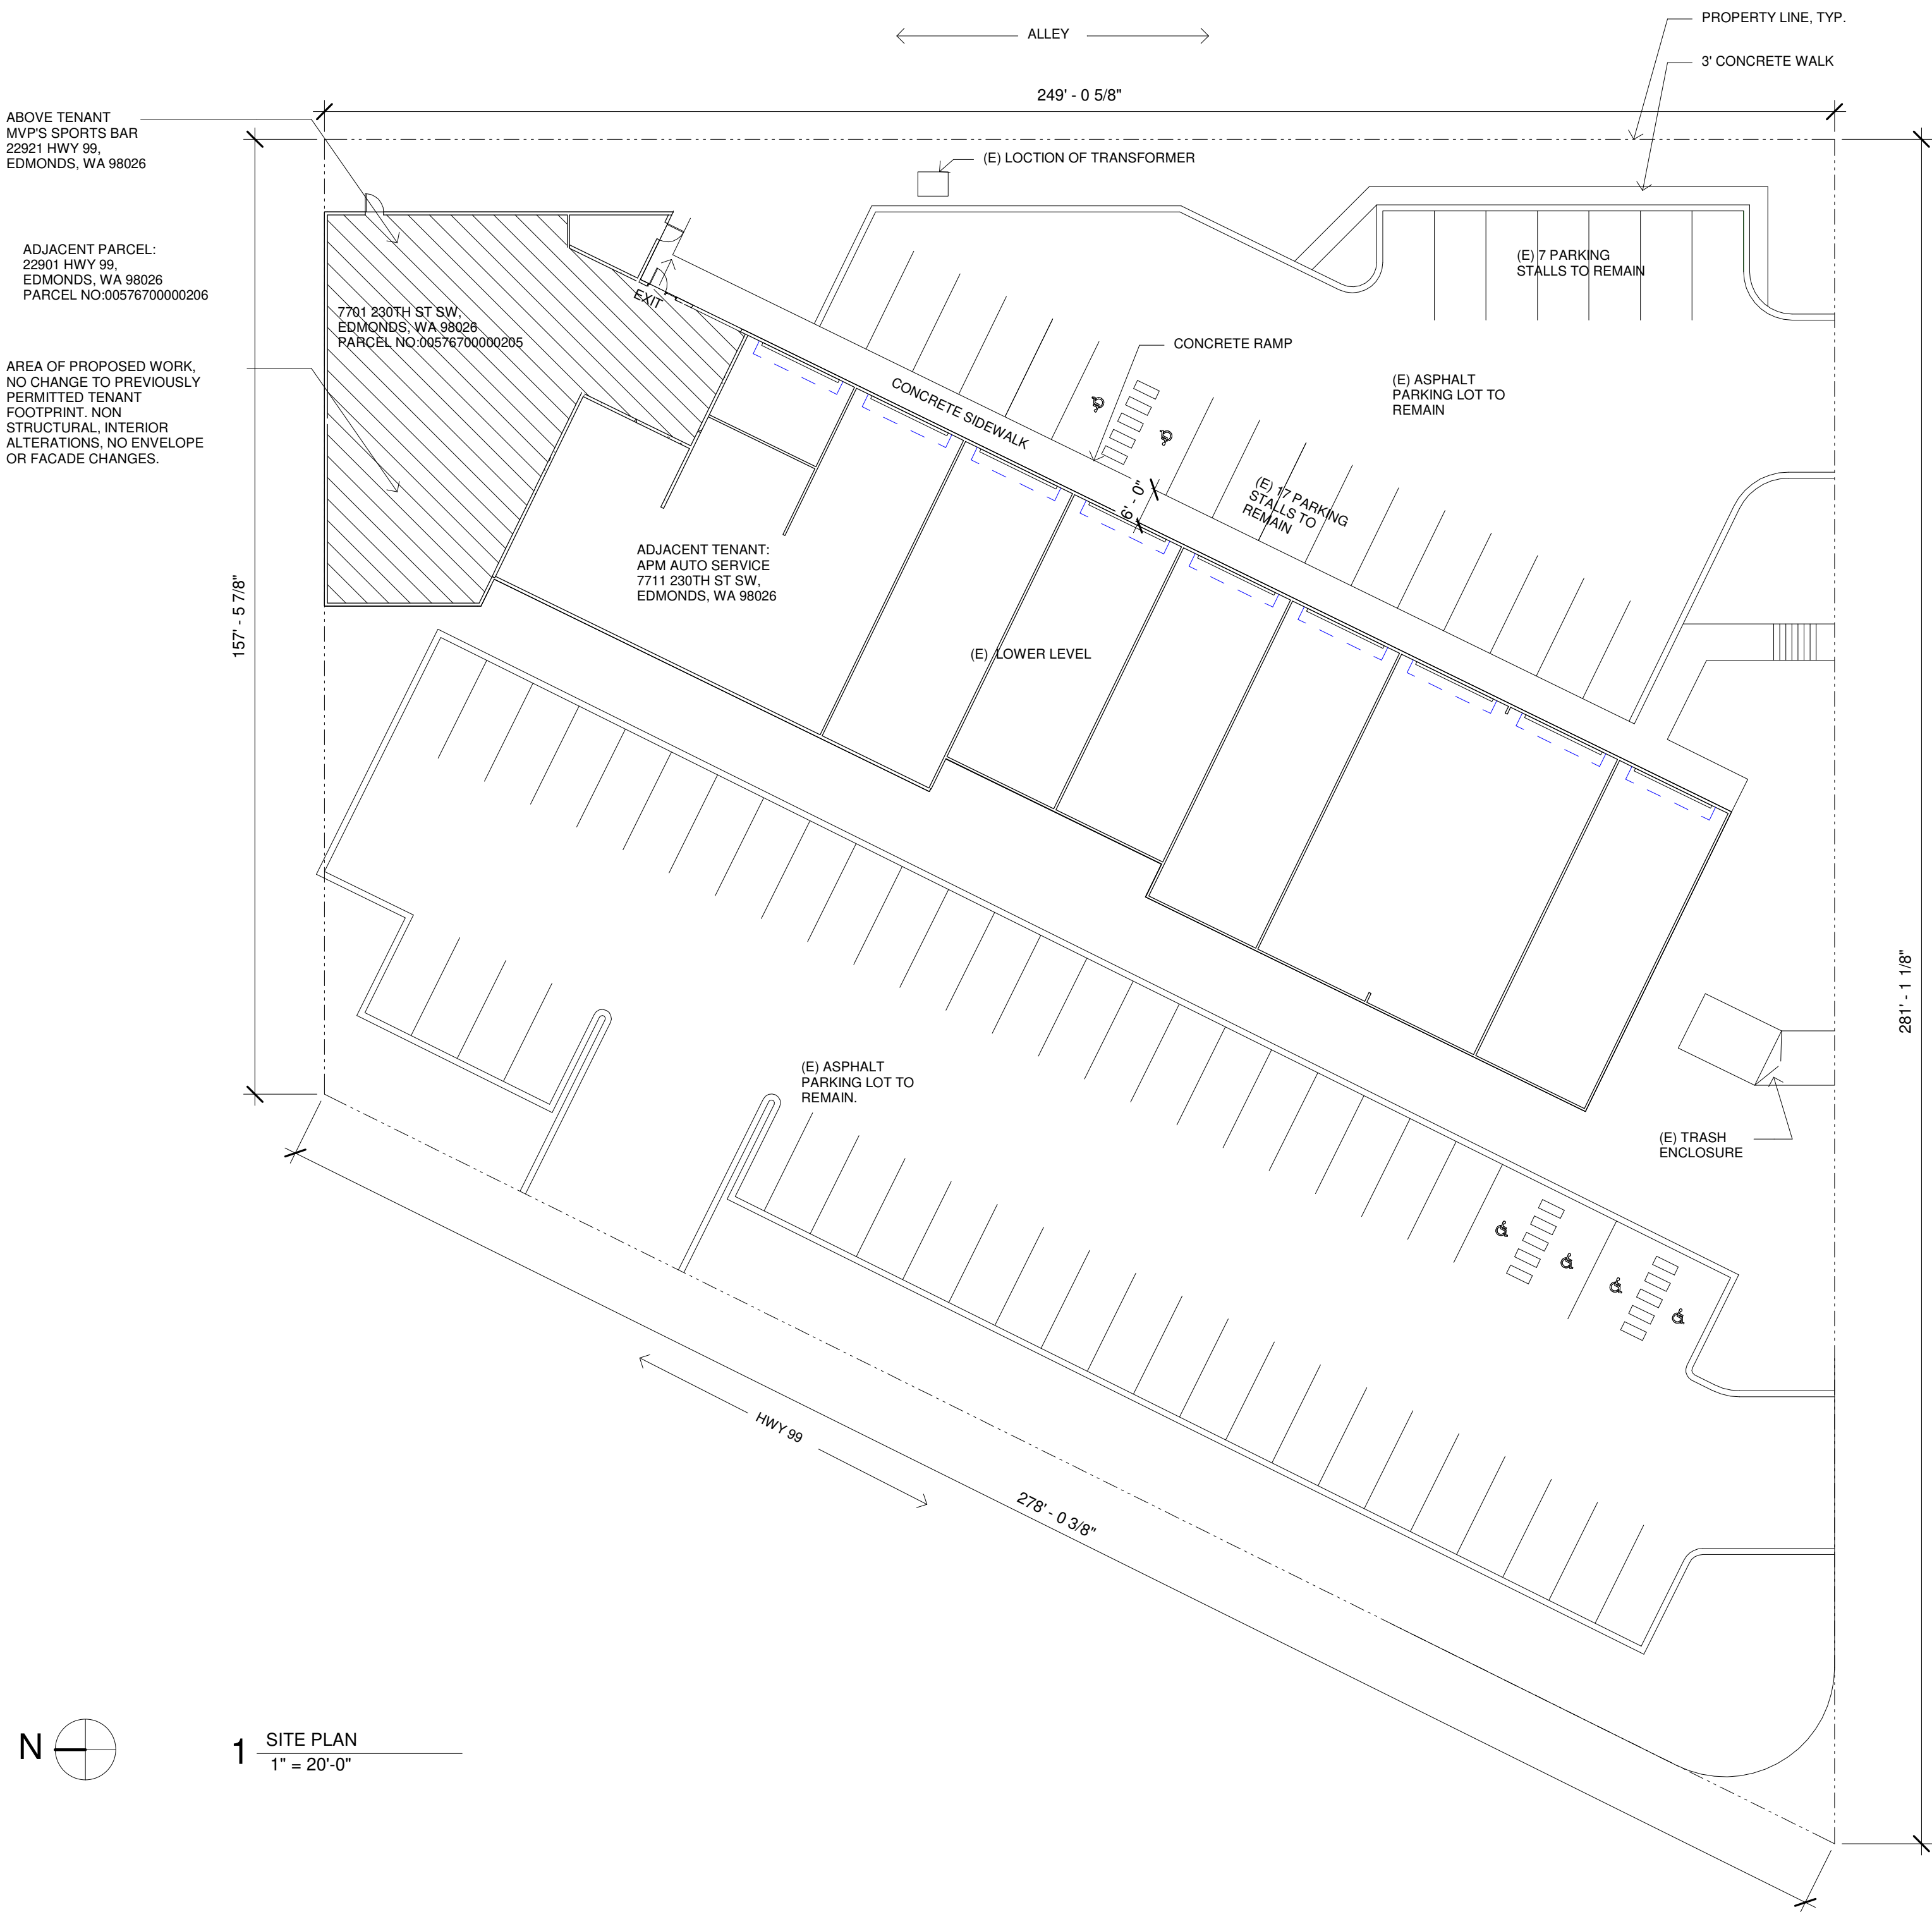 ALLEY
PROPERTY LINE, TYP.
3' CONCRETE WALK
249' - 0 5/8"
ABOVE TENANT
MVP'S SPORTS BAR
22921 HWY 99,
EDMONDS, WA 98026
(E) LOCTION OF TRANSFORMER
ADJACENT PARCEL:
22901 HWY 99,
EDMONDS, WA 98026
PARCEL NO:00576700000206
(E) 7 PARKING
STALLS TO REMAIN
EXIT
7701 230TH ST SW,
EDMONDS, WA 98026
PARCEL NO:00576700000205
CONCRETE RAMP
AREA OF PROPOSED WORK,
NO CHANGE TO PREVIOUSLY
PERMITTED TENANT
FOOTPRINT. NON
STRUCTURAL, INTERIOR
ALTERATIONS, NO ENVELOPE
OR FACADE CHANGES.
CONCRETE SIDEWALK
(E) ASPHALT
PARKING LOT TO
REMAIN
6' - 0"
(E) 17 PARKING
STALLS TO
REMAIN
ADJACENT TENANT:
APM AUTO SERVICE
7711 230TH ST SW,
EDMONDS, WA 98026
157' - 5 7/8"
(E) LOWER LEVEL
281' - 1 1/8"
(E) ASPHALT
PARKING LOT TO
REMAIN.
(E) TRASH
ENCLOSURE
HWY 99
278' - 0 3/8"
N
1 SITE PLAN
1" = 20'-0"